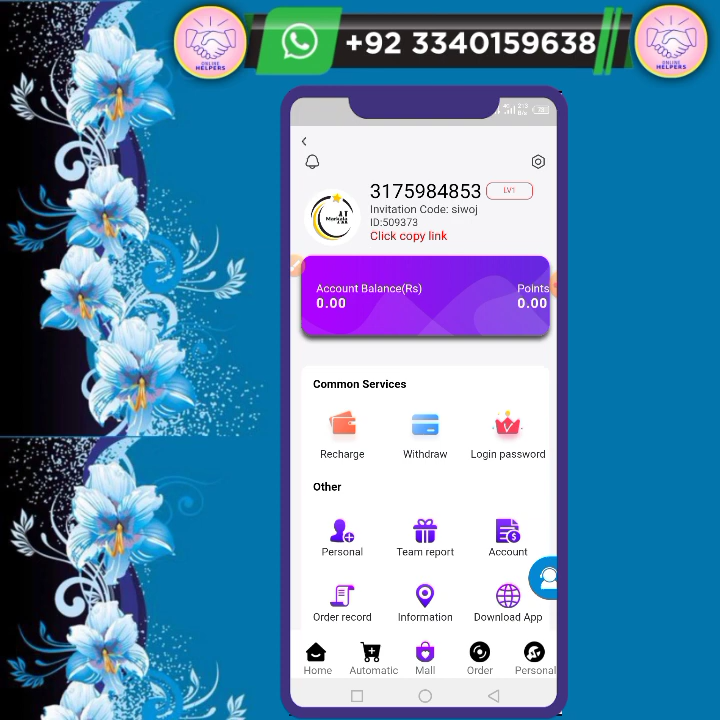 ONLINE
HELPERS
+92 3340159638
ONLINE
HELPERS
3175984853
LV1
Invitation Code: siwoj
ID:509373
Click copy link
Account Balance(Rs)
Points
0.00
0.00
Common Services
Recharge
Withdraw
Login password
Other
Personal
Team report
Account
Order record
Information
Download App
Home
Automatic
Mall
Order
Personal